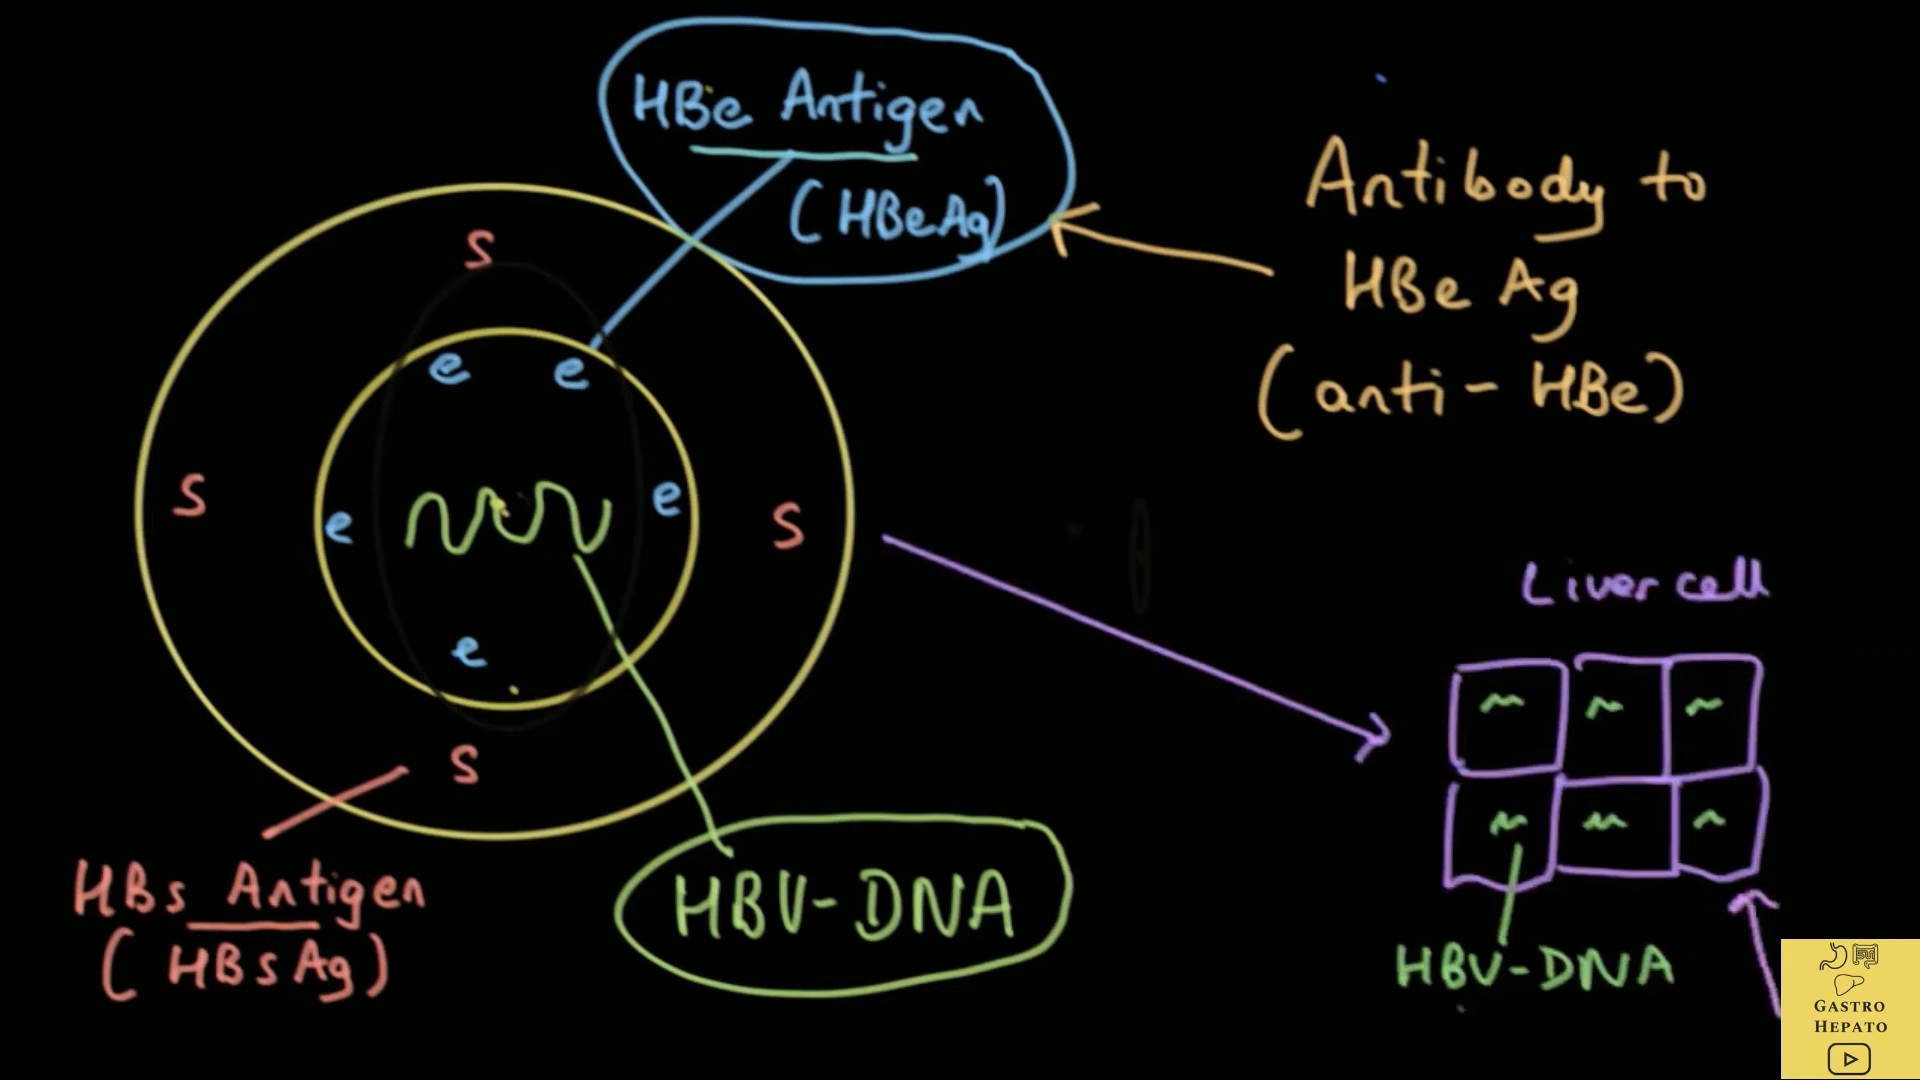 HBe Antigen
(HBeAg)
Antibody to
HBe Ag
(anti - HBe)
s
e e
s
e
e
s
e
s
Liver cell
HBs Antigen
(HBsAg)
HBV-DNA
HBV-DNA
GASTRO
HEPATO